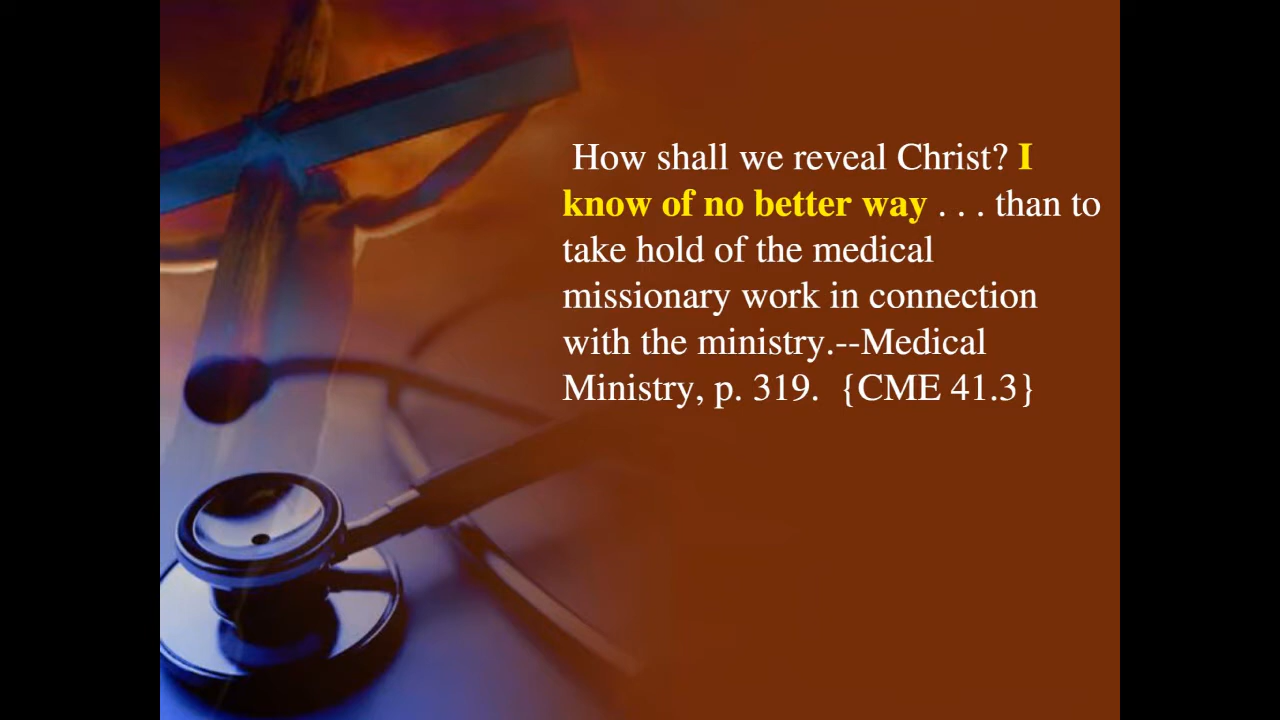 How shall we reveal Christ? I
know of no better way . . . than to
take hold of the medical
missionary work in connection
with the ministry.--Medical
Ministry, p. 319.  {CME 41.3}